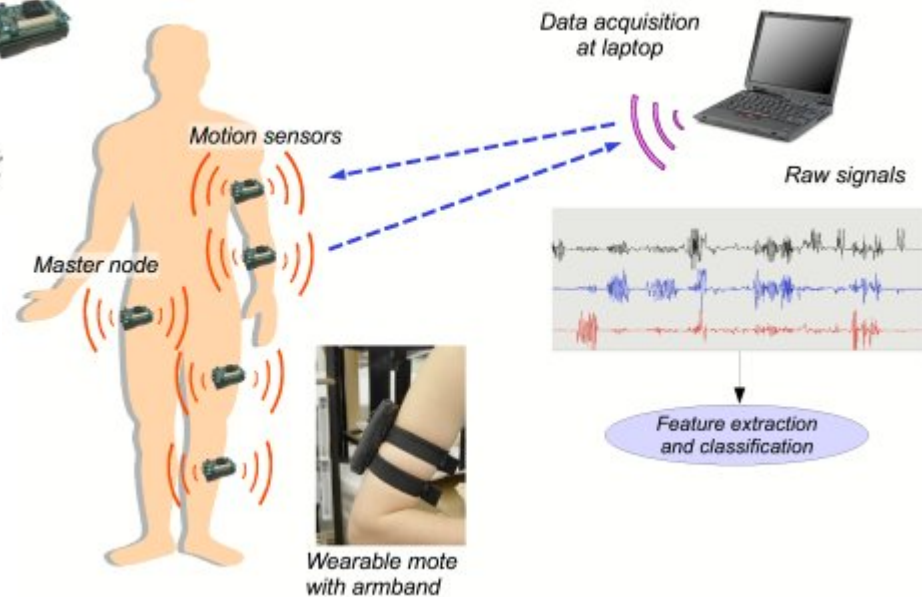 Data acquisition
at laptop
Motion sensors
Raw signals
Master node
Feature extraction
and classification
Wearable mote
with armband